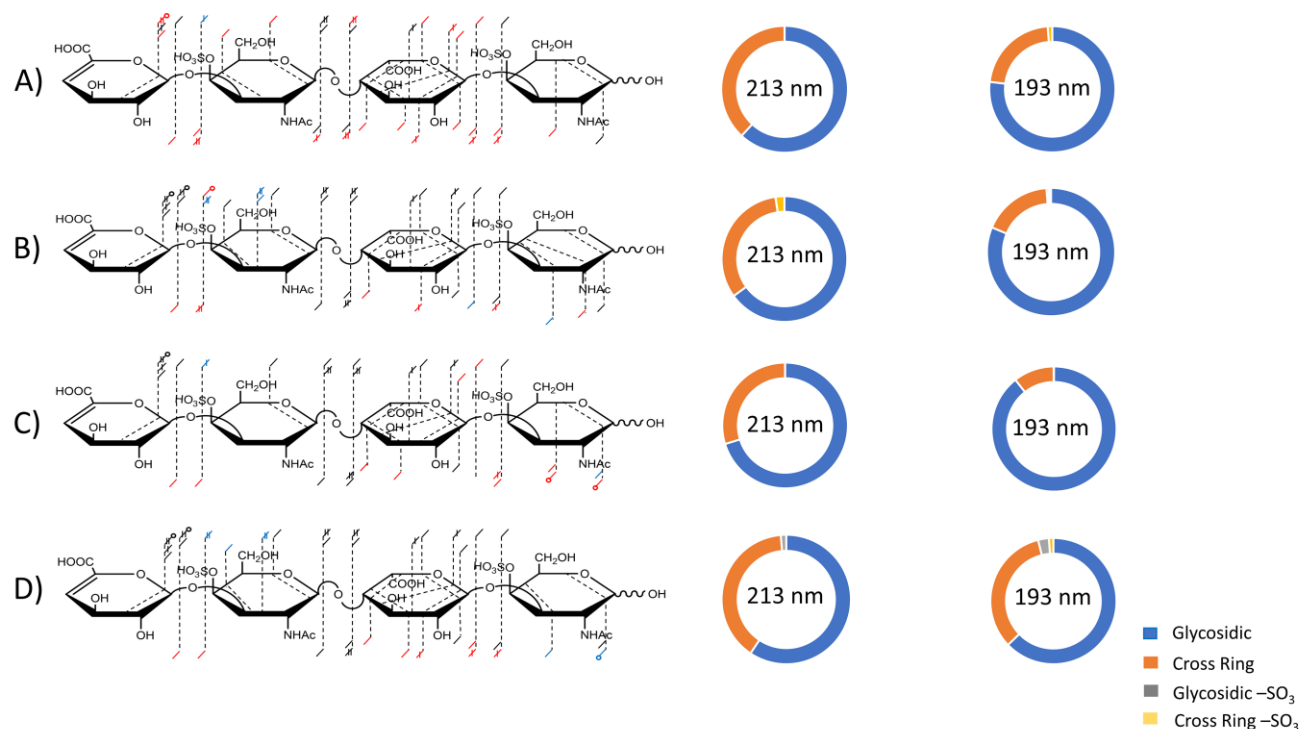 A)
HOOC
O
OH
OH
O
HO₃SO
CH₂OH
O
NHAc
O
COOH
OH
O
OH
O
HO₃SO
CH₂OH
O
NHAc
OH
213 nm
193 nm
B)
HOOC
O
OH
OH
O
HO₃SO
CH₂OH
O
NHAc
O
COOH
OH
O
OH
O
HO₃SO
CH₂OH
O
NHAc
OH
213 nm
193 nm
C)
HOOC
O
OH
OH
O
HO₃SO
CH₂OH
O
NHAc
O
COOH
OH
O
OH
O
HO₃SO
CH₂OH
O
NHAc
OH
213 nm
193 nm
D)
HOOC
O
OH
OH
O
HO₃SO
CH₂OH
O
NHAc
O
COOH
OH
O
OH
O
HO₃SO
CH₂OH
O
NHAc
OH
213 nm
193 nm
Glycosidic
Cross Ring
Glycosidic –SO₃
Cross Ring –SO₃